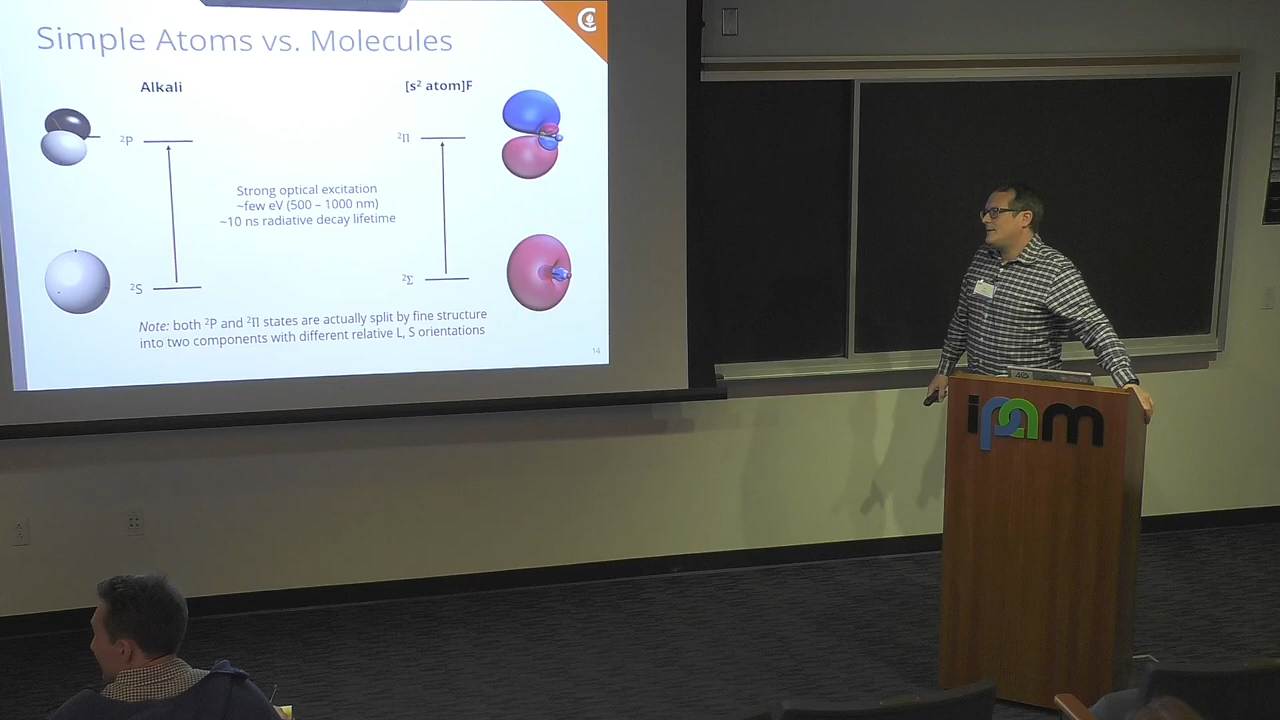 Simple Atoms vs. Molecules
Alkali
[s² atom]F
²P
²Π
Strong optical excitation
~few eV (500 – 1000 nm)
~10 ns radiative decay lifetime
²S
²Σ
Note: both ²P and ²Π states are actually split by fine structure
into two components with different relative L, S orientations
14
ipam